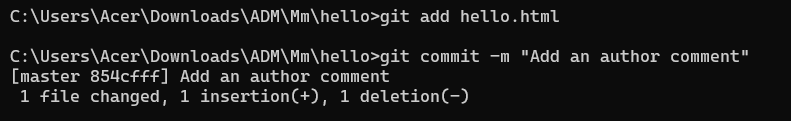 C:\Users\Acer\Downloads\ADM\Mm\hello>git add hello.html
C:\Users\Acer\Downloads\ADM\Mm\hello>git commit -m "Add an author comment"
[master 854cfff] Add an author comment
 1 file changed, 1 insertion(+), 1 deletion(-)